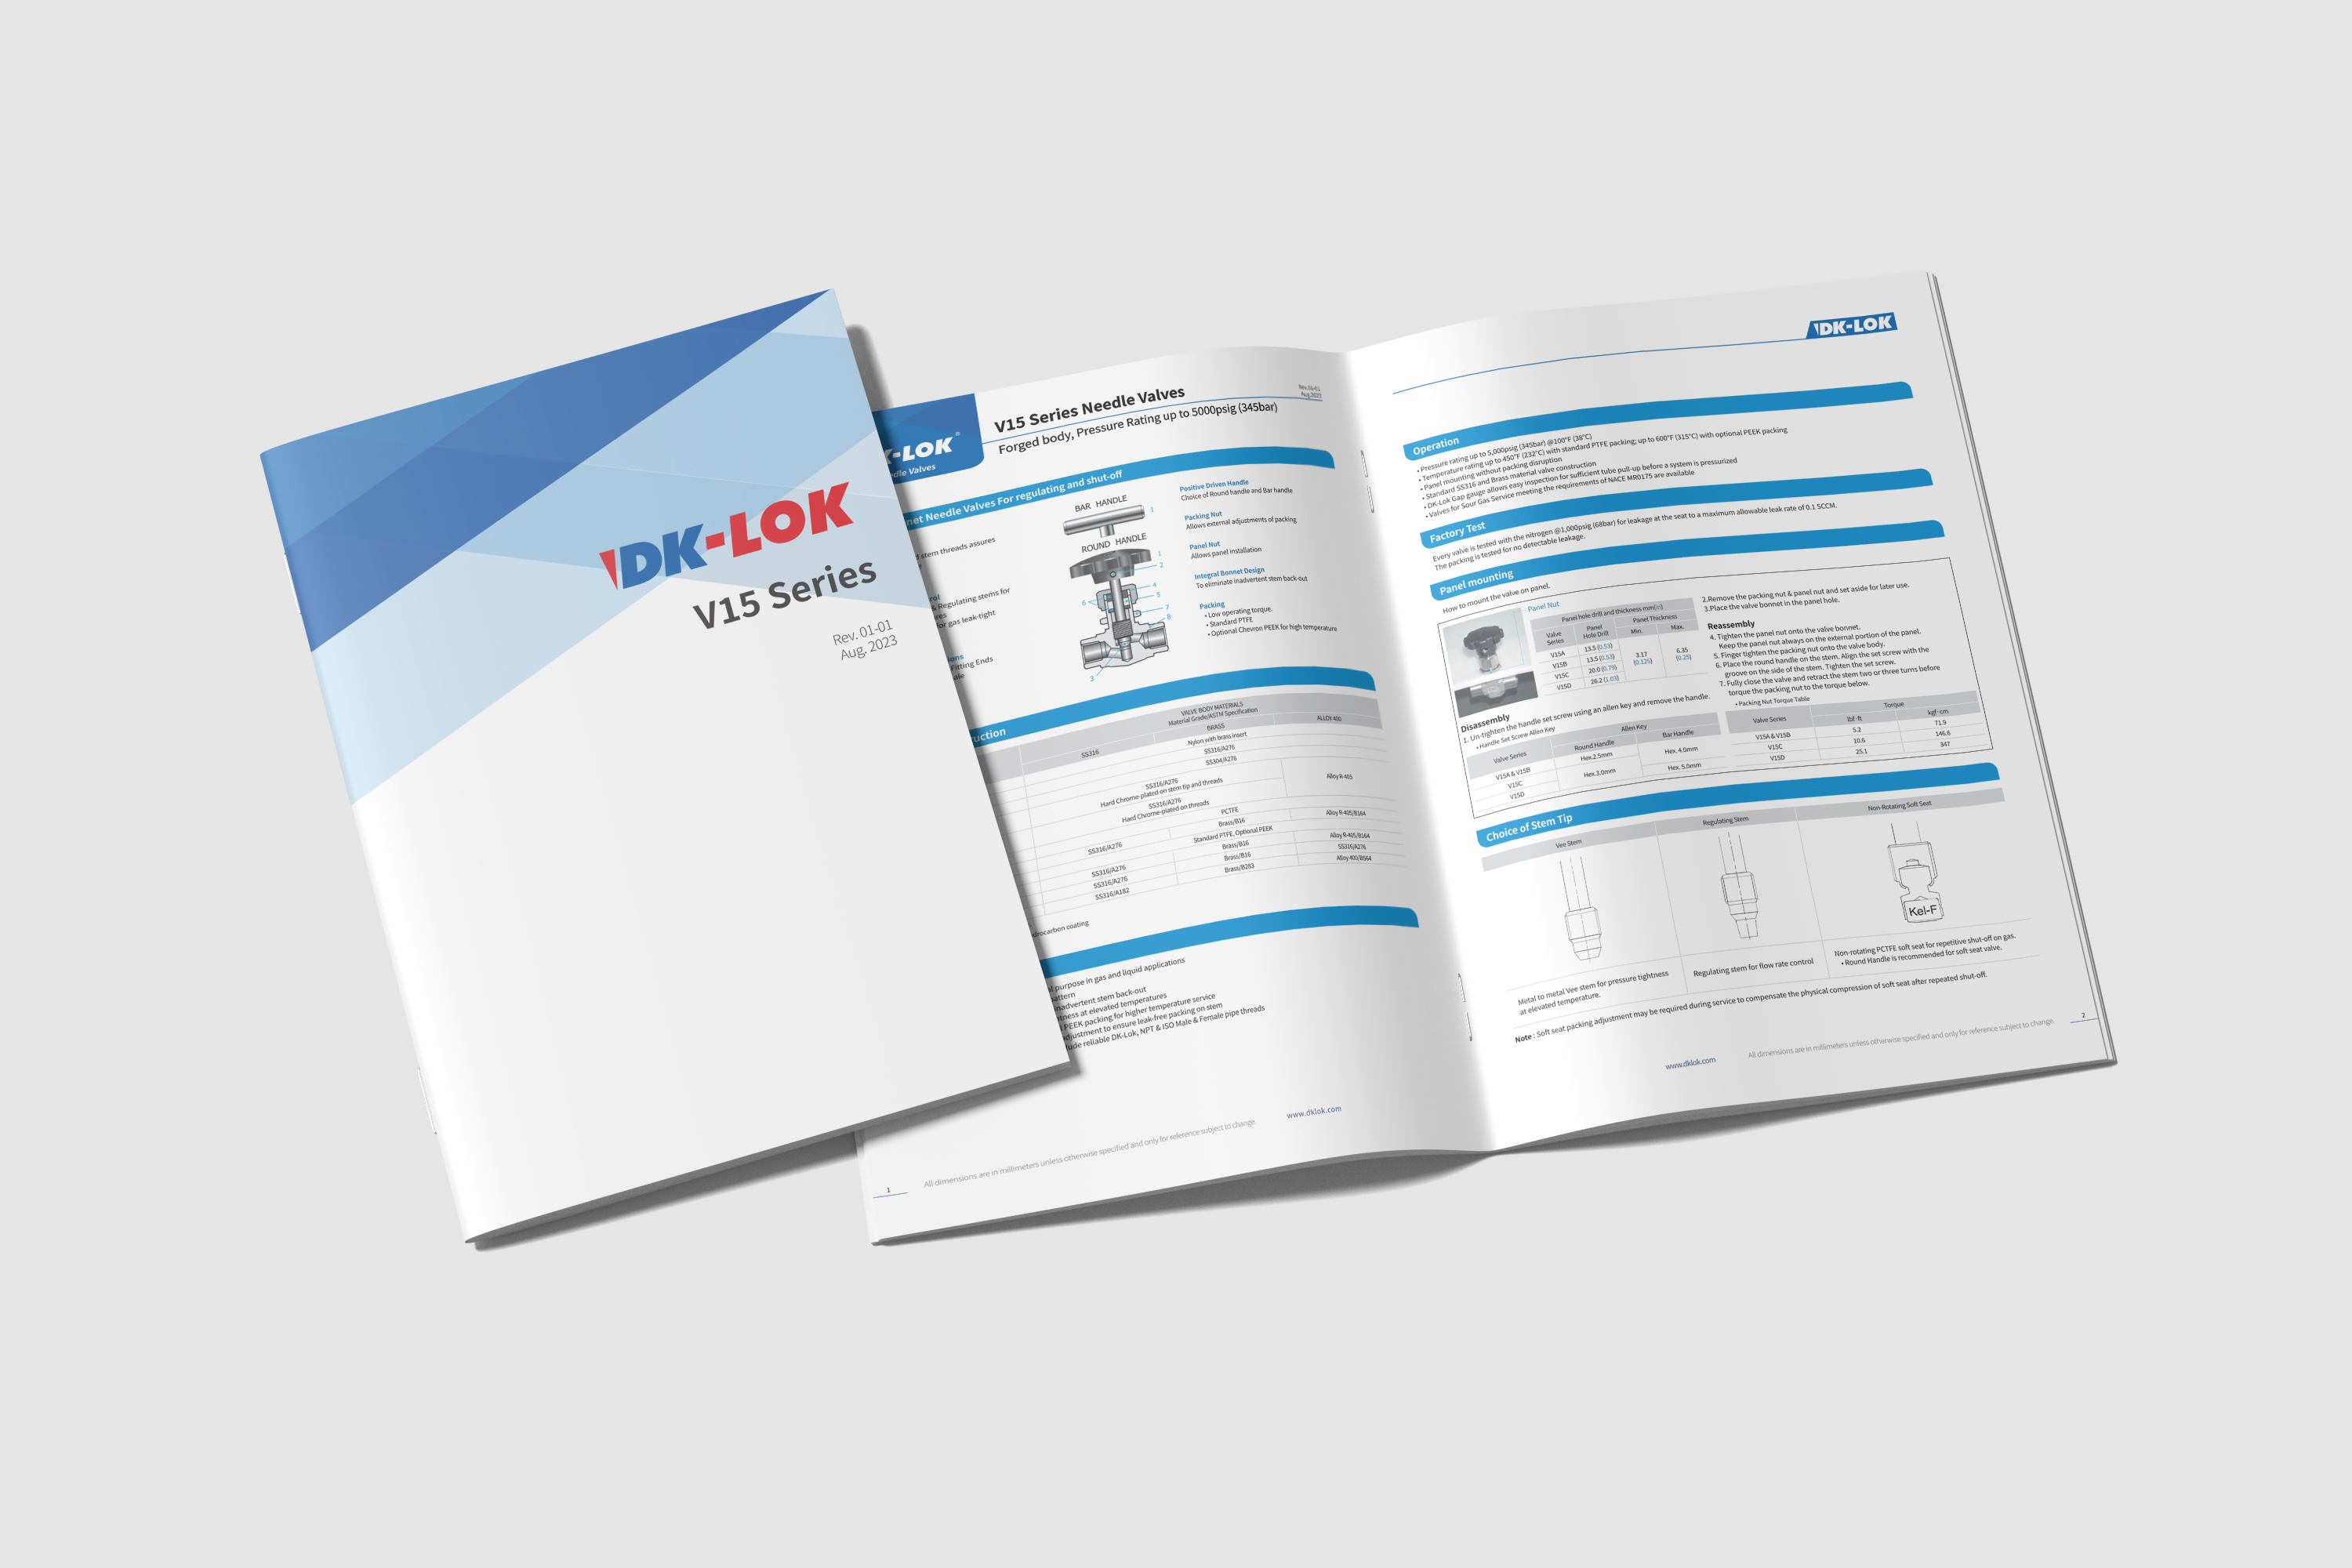 DK-LOK
V15 Series
Rev. 01-01
Aug. 2023
-LOK®
Valves
V15 Series Needle Valves
Forged body, Pressure Rating up to 5000psig (345bar)
Aug.2023
Needle Valves For regulating and shut-off
stem threads assures
& Regulating stems for
gas leak-tight
Fitting Ends
BAR HANDLE
1
ROUND HANDLE
1
2
4
5
6
7
8
3
Positive Driven Handle
Choice of Round handle and Bar handle
Packing Nut
Allows external adjustments of packing
Panel Nut
Allows panel installation
Integral Bonnet Design
To eliminate inadvertent stem back-out
Packing
• Low operating torque,
• Standard PTFE
• Optional Chevron PEEK for high temperature
VALVE BODY MATERIALS
Material Grade/ASTM Specification
SS316 BRASS ALLOY 400
Nylon with brass insert
SS316/A276
SS304/A276
SS316/A276
Hard Chrome-plated on stem tip and threads
Alloy R-405
SS316/A276
Hard Chrome-plated on threads
PCTFE
SS316/A276 Brass/B16 Alloy R-405/B164
Standard PTFE, Optional PEEK
SS316/A276 Brass/B16 Alloy R-405/B164
SS316/A276 Brass/B16 SS316/A276
SS316/A182 Brass/B283 Alloy 400/B564
coating
purpose in gas and liquid applications
stem back-out
at elevated temperatures
PEEK packing for higher temperature service
to ensure leak-free packing on stem
reliable DK-Lok, NPT & ISO Male & Female pipe threads
www.dklok.com
All dimensions are in millimeters unless otherwise specified and only for reference subject to change.
1
DK-LOK
Operation
• Pressure rating up to 5,000psig (345bar) @100°F (38°C)
• Temperature rating up to 450°F (232°C) with standard PTFE packing; up to 600°F (315°C) with optional PEEK packing
• Panel mounting without packing disruption
• Standard SS316 and Brass material valve construction
• DK-Lok Gap gauge allows easy inspection for sufficient tube pull-up before a system is pressurized
• Valves for Sour Gas Service meeting the requirements of NACE MR0175 are available
Factory Test
Every valve is tested with the nitrogen @1,000psig (68bar) for leakage at the seat to a maximum allowable leak rate of 0.1 SCCM.
The packing is tested for no detectable leakage.
Panel mounting
How to mount the valve on panel.
Panel Nut
Panel hole drill and thickness mm(in)
Valve Series Panel Hole Drill Panel Thickness
Min. Max.
V15A 13.5 (0.53)
V15B 13.5 (0.53) 3.17 (0.125) 6.35 (0.25)
V15C 20.0 (0.79)
V15D 26.2 (1.03)
Disassembly
1. Un-tighten the handle set screw using an allen key and remove the handle.
• Handle Set Screw Allen Key
Valve Series Allen Key
Round Handle Bar Handle
V15A & V15B Hex.2.5mm Hex. 4.0mm
V15C Hex.3.0mm Hex. 5.0mm
V15D
2.Remove the packing nut & panel nut and set aside for later use.
3.Place the valve bonnet in the panel hole.
Reassembly
4. Tighten the panel nut onto the valve bonnet.
Keep the panel nut always on the external portion of the panel.
5. Finger tighten the packing nut onto the valve body.
6. Place the round handle on the stem. Align the set screw with the
groove on the side of the stem. Tighten the set screw.
7. Fully close the valve and retract the stem two or three turns before
torque the packing nut to the torque below.
• Packing Nut Torque Table
Valve Series Torque
lbf·ft kgf·cm
V15A & V15B 5.2 71.9
V15C 10.6 146.6
V15D 25.1 347
Choice of Stem Tip
Vee Stem Regulating Stem Non-Rotating Soft Seat
Kel-F
Metal to metal Vee stem for pressure tightness
at elevated temperature.
Regulating stem for flow rate control
Non-rotating PCTFE soft seat for repetitive shut-off on gas.
• Round Handle is recommended for soft seat valve.
Note : Soft seat packing adjustment may be required during service to compensate the physical compression of soft seat after repeated shut-off.
www.dklok.com
All dimensions are in millimeters unless otherwise specified and only for reference subject to change.
2